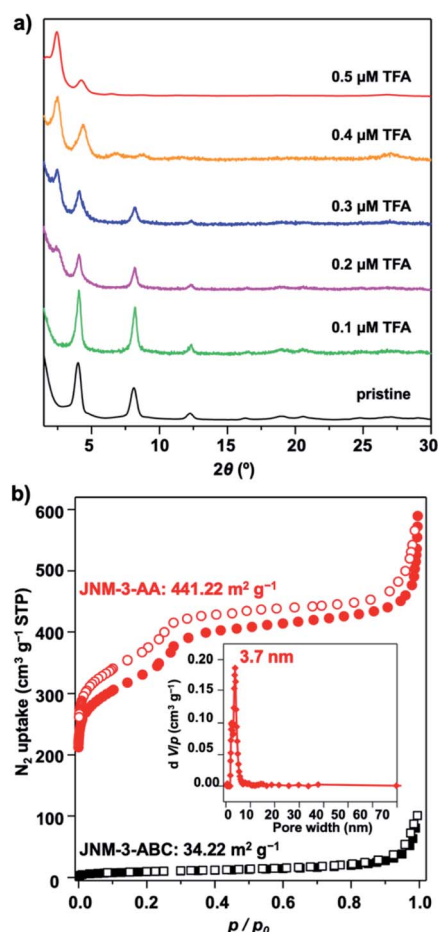 a)
0.5 µM TFA
0.4 µM TFA
0.3 µM TFA
0.2 µM TFA
0.1 µM TFA
pristine
5 10 15 20 25 30
2θ (º)
b)
N₂ uptake (cm³ g⁻¹ STP)
600
500
400
300
200
100
0
JNM-3-AA: 441.22 m² g⁻¹
3.7 nm
d V/p (cm³ g⁻¹)
0.20
0.15
0.10
0.05
0.00
0 10 20 30 40 50 60 70
Pore width (nm)
JNM-3-ABC: 34.22 m² g⁻¹
0.0 0.2 0.4 0.6 0.8 1.0
p / p₀